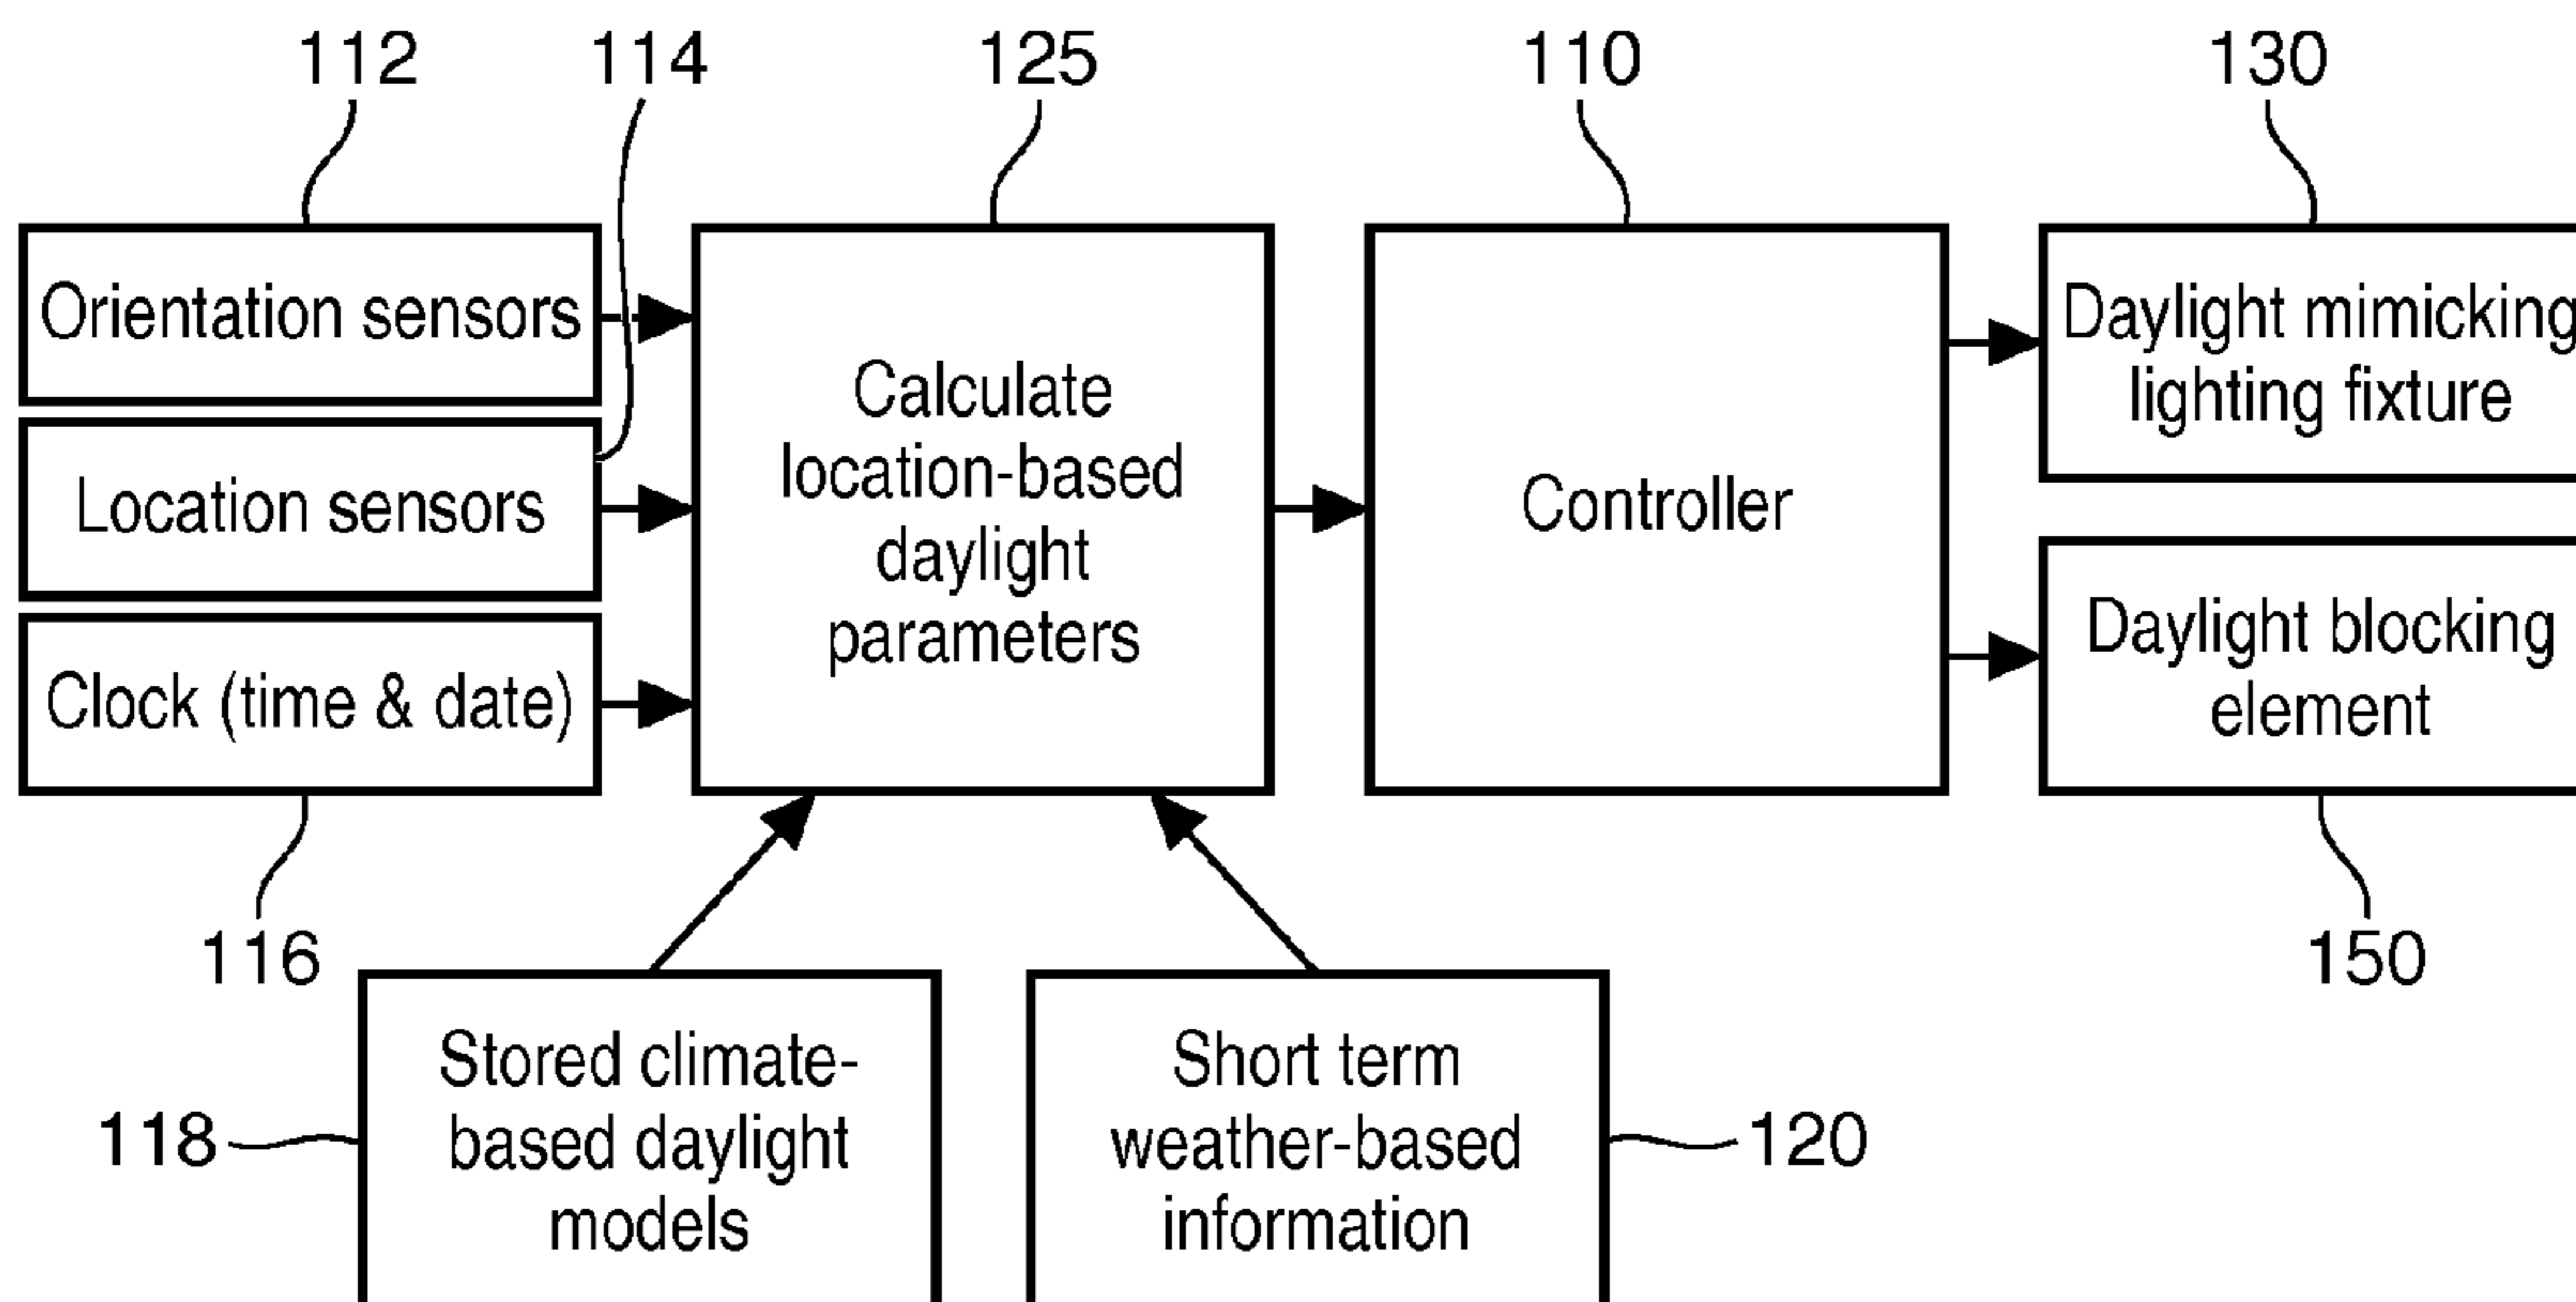 112
114
125
110
130
Orientation sensors
Location sensors
Clock (time & date)
Calculate
location-based
daylight
parameters
Controller
Daylight mimicking
lighting fixture
Daylight blocking
element
116
150
118
Stored climate-
based daylight
models
Short term
weather-based
information
120